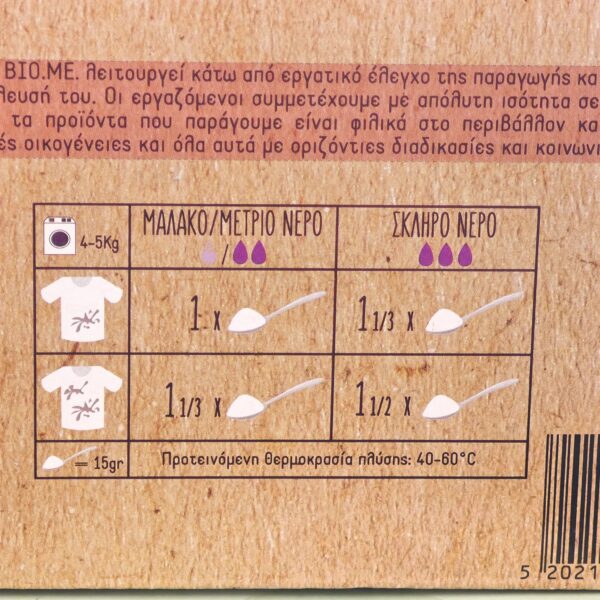 BIO.ME. λειτουργεί κάτω από εργατικό έλεγχο της παραγωγής κα
λευσή του. Οι εργαζόμενοι συμμετέχουμε με απόλυτη ισότητα σε
τα προϊόντα που παράγουμε είναι φιλικά στο περιβάλλον κα
ές οικογένειες και όλα αυτά με οριζόντιες διαδικασίες και κοινωνι
4-5Kg
ΜΑΛΑΚΟ/ΜΕΤΡΙΟ ΝΕΡΟ
/
ΣΚΛΗΡΟ ΝΕΡΟ
1 x
1 1/3 x
1 1/3 x
1 1/2 x
= 15gr
Προτεινόμενη θερμοκρασία πλύσης: 40-60°C
5 2021